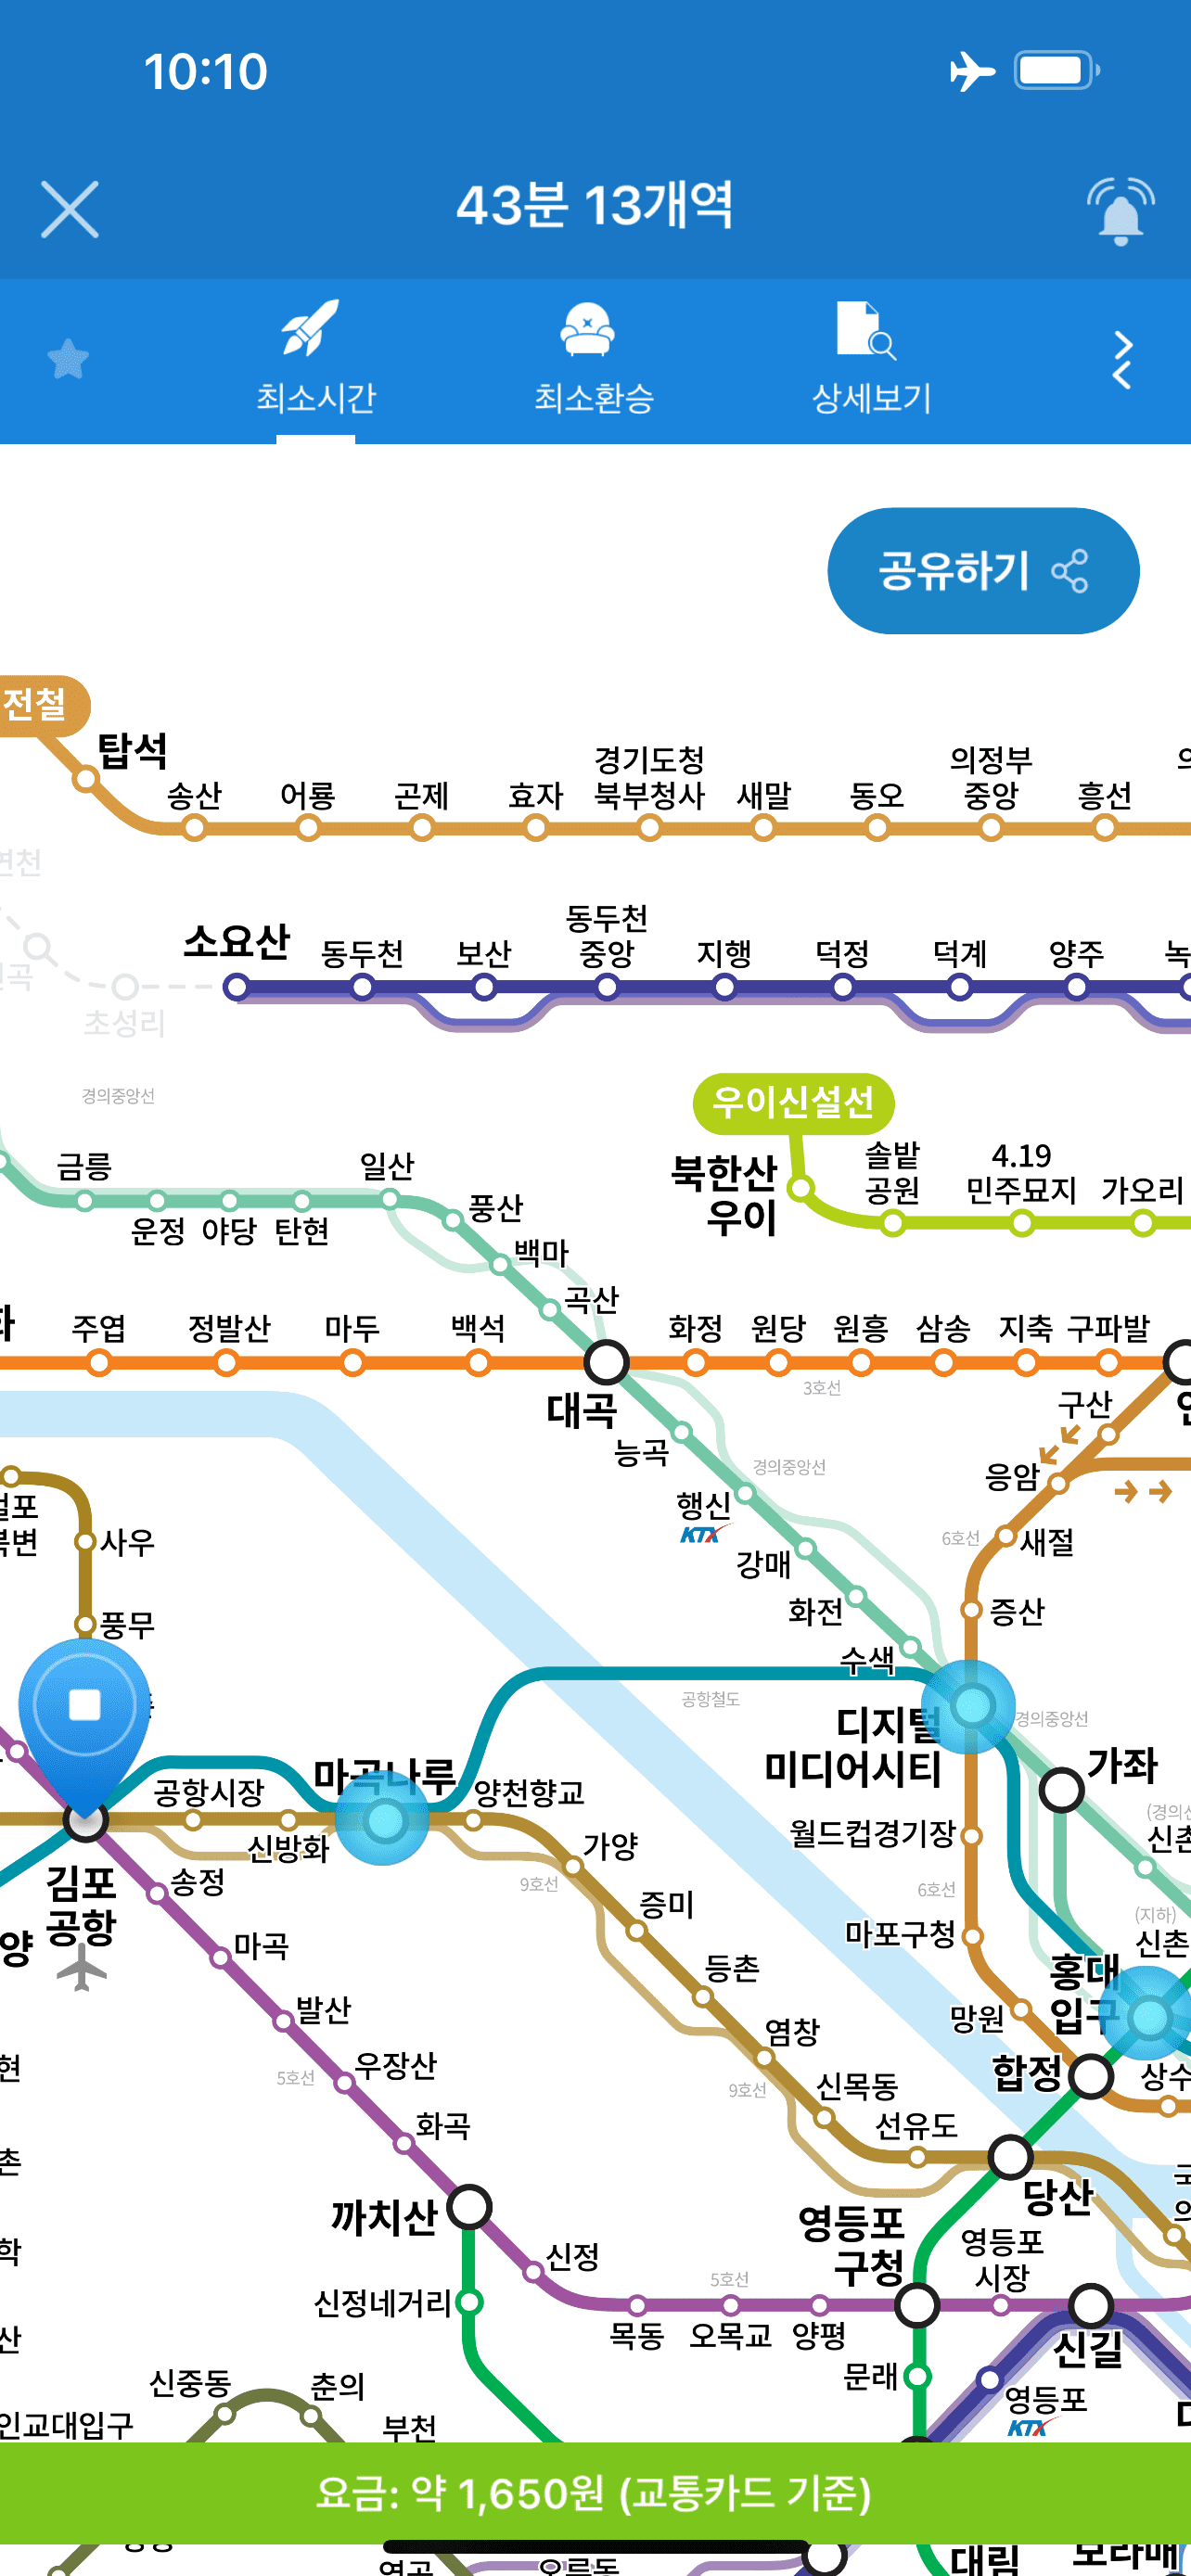 10:10
43분 13개역
최소시간
최소환승
상세보기
공유하기
전철
탑석
송산
어룡
곤제
효자
경기도청
북부청사
새말
동오
의정부
중앙
흥선
초성리
소요산
동두천
보산
동두천
중앙
지행
덕정
덕계
양주
경의중앙선
우이신설선
북한산
우이
솔밭
공원
4.19
민주묘지
가오리
금릉
운정
야당
탄현
일산
풍산
백마
곡산
주엽
정발산
마두
백석
대곡
화정
원당
원흥
삼송
지축
구파발
3호선
구산
능곡
경의중앙선
응암
행신
KTX
6호선
새절
강매
화전
증산
수색
사우
풍무
공항철도
디지털
미디어시티
경의중앙선
가좌
마곡나루
공항시장
신방화
양천향교
가양
월드컵경기장
9호선
6호선
김포
공항
송정
마곡
증미
마포구청
(지하)
신촌
홍대
입구
발산
등촌
망원
5호선
우장산
염창
합정
상수
9호선
신목동
화곡
선유도
까치산
당산
영등포
구청
영등포
시장
신정
신정네거리
5호선
목동
오목교
양평
신길
문래
영등포
KTX
신중동
춘의
인교대입구
부천
요금: 약 1,650원 (교통카드 기준)
대림